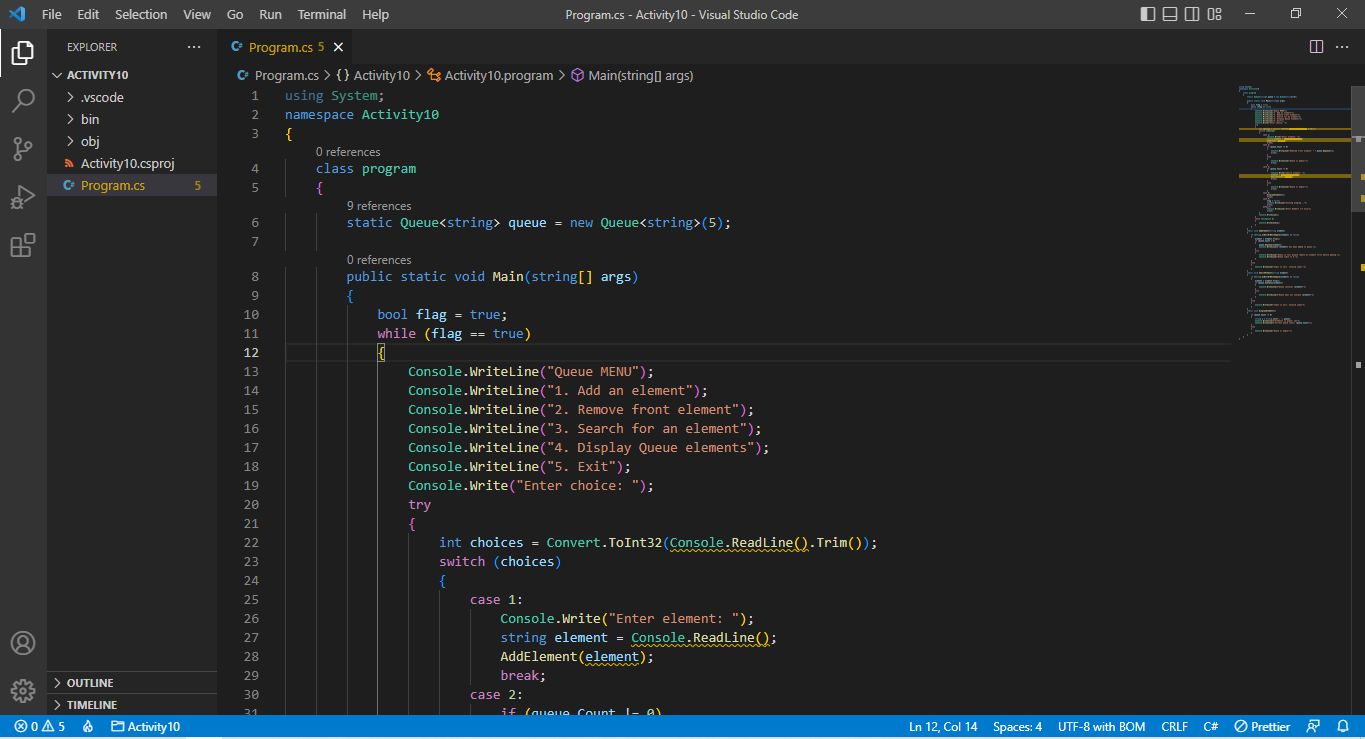 File Edit Selection View Go Run Terminal Help
Program.cs - Activity10 - Visual Studio Code
EXPLORER
ACTIVITY10
.vscode
bin
obj
Activity10.csproj
Program.cs 5
OUTLINE
TIMELINE
Program.cs 5
Program.cs > {} Activity10 > Activity10.program > Main(string[] args)
1 using System;
2 namespace Activity10
3 {
0 references
4 class program
5 {
9 references
6 static Queue<string> queue = new Queue<string>(5);
7
0 references
8 public static void Main(string[] args)
9 {
10 bool flag = true;
11 while (flag == true)
12 {
13 Console.WriteLine("Queue MENU");
14 Console.WriteLine("1. Add an element");
15 Console.WriteLine("2. Remove front element");
16 Console.WriteLine("3. Search for an element");
17 Console.WriteLine("4. Display Queue elements");
18 Console.WriteLine("5. Exit");
19 Console.Write("Enter choice: ");
20 try
21 {
22 int choices = Convert.ToInt32(Console.ReadLine().Trim());
23 switch (choices)
24 {
25 case 1:
26 Console.Write("Enter element: ");
27 string element = Console.ReadLine();
28 AddElement(element);
29 break;
30 case 2:
31 if (queue.Count != 0)
0 5 Activity10
Ln 12, Col 14 Spaces: 4 UTF-8 with BOM CRLF C# Prettier